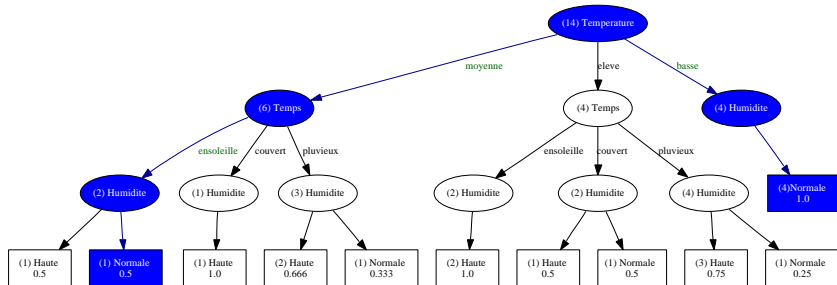 (14) Temperature
moyenne
eleve
basse
(6) Temps
(4) Temps
(4) Humidite
ensoleille
couvert
pluvieux
ensoleille
couvert
pluvieux
(2) Humidite
(1) Humidite
(3) Humidite
(2) Humidite
(2) Humidite
(4) Humidite
(4)Normale
1.0
(1) Haute
0.5
(1) Normale
0.5
(1) Haute
1.0
(2) Haute
0.666
(1) Normale
0.333
(2) Haute
1.0
(1) Haute
0.5
(1) Normale
0.5
(3) Haute
0.75
(1) Normale
0.25